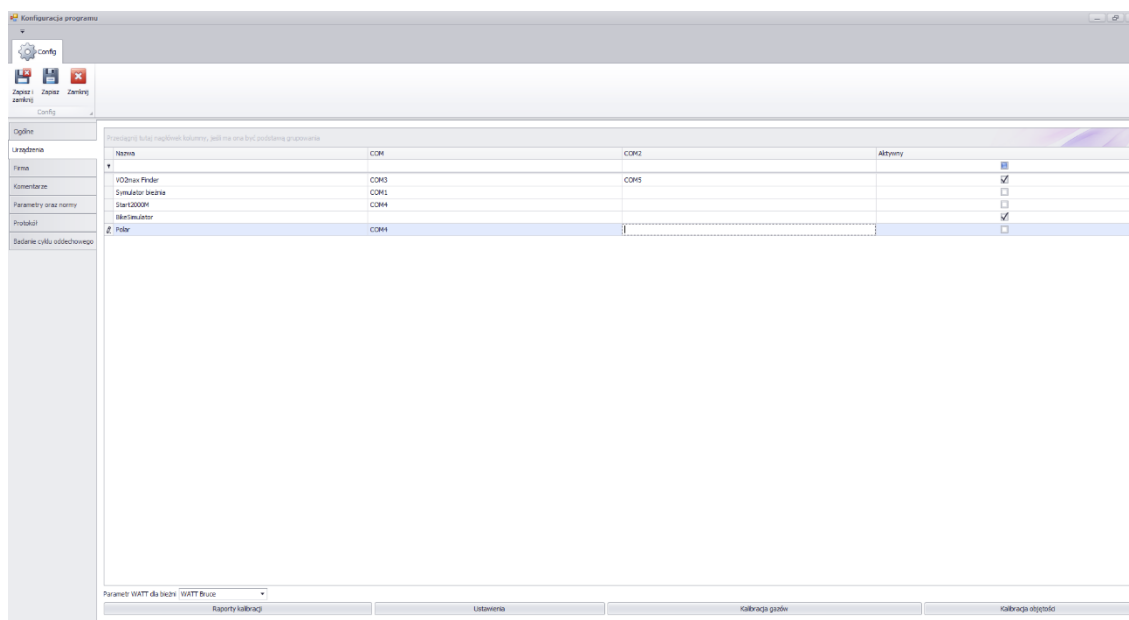 Konfiguracja programu
Config
Zapisz i zamknij
Zapisz
Zamknij
Config
Ogólne
Urządzenia
Firma
Komentarze
Parametry oraz normy
Protokół
Badanie cyklu oddechowego
Przeciągnij tutaj nagłówek kolumny, jeśli ma ona być podstawą grupowania
Nazwa COM COM2 Aktywny
VO2max Finder COM3 COM5
Symulator bieżnia COM1
Start2000M COM4
BikeSimulator
Polar COM4
Parametr WATT dla bieżni WATT Bruce
Raporty kalibracji Ustawienia Kalibracja gazów Kalibracja objętości